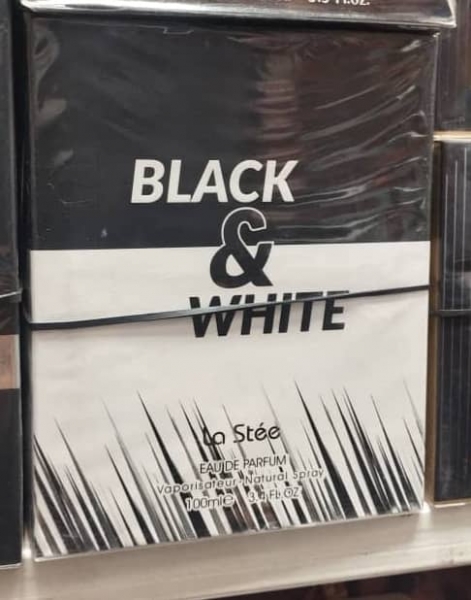 BLACK
&
WHITE
La Stée
EAU DE PARFUM
Vaporisateur Natural Spray
100ml e 3.4 FL.OZ